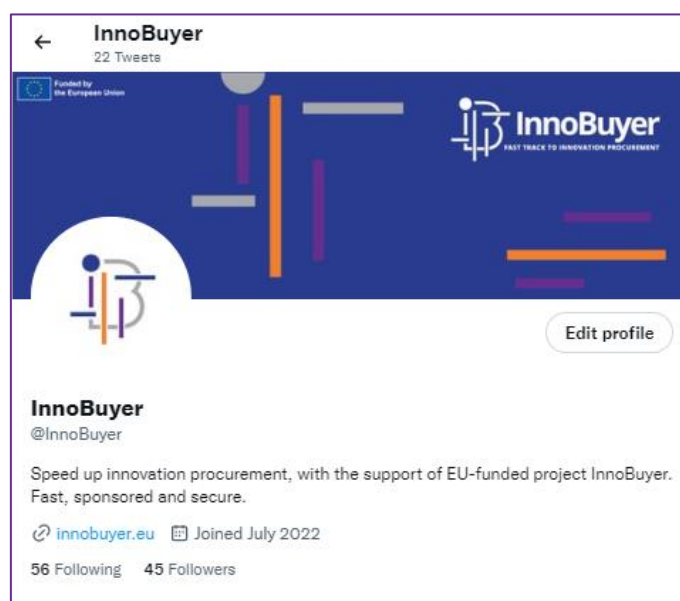 InnoBuyer
22 Tweets
Funded by
the European Union
InnoBuyer
FAST TRACK TO INNOVATION PROCUREMENT
Edit profile
InnoBuyer
@InnoBuyer
Speed up innovation procurement, with the support of EU-funded project InnoBuyer.
Fast, sponsored and secure.
innobuyer.eu Joined July 2022
56 Following 45 Followers